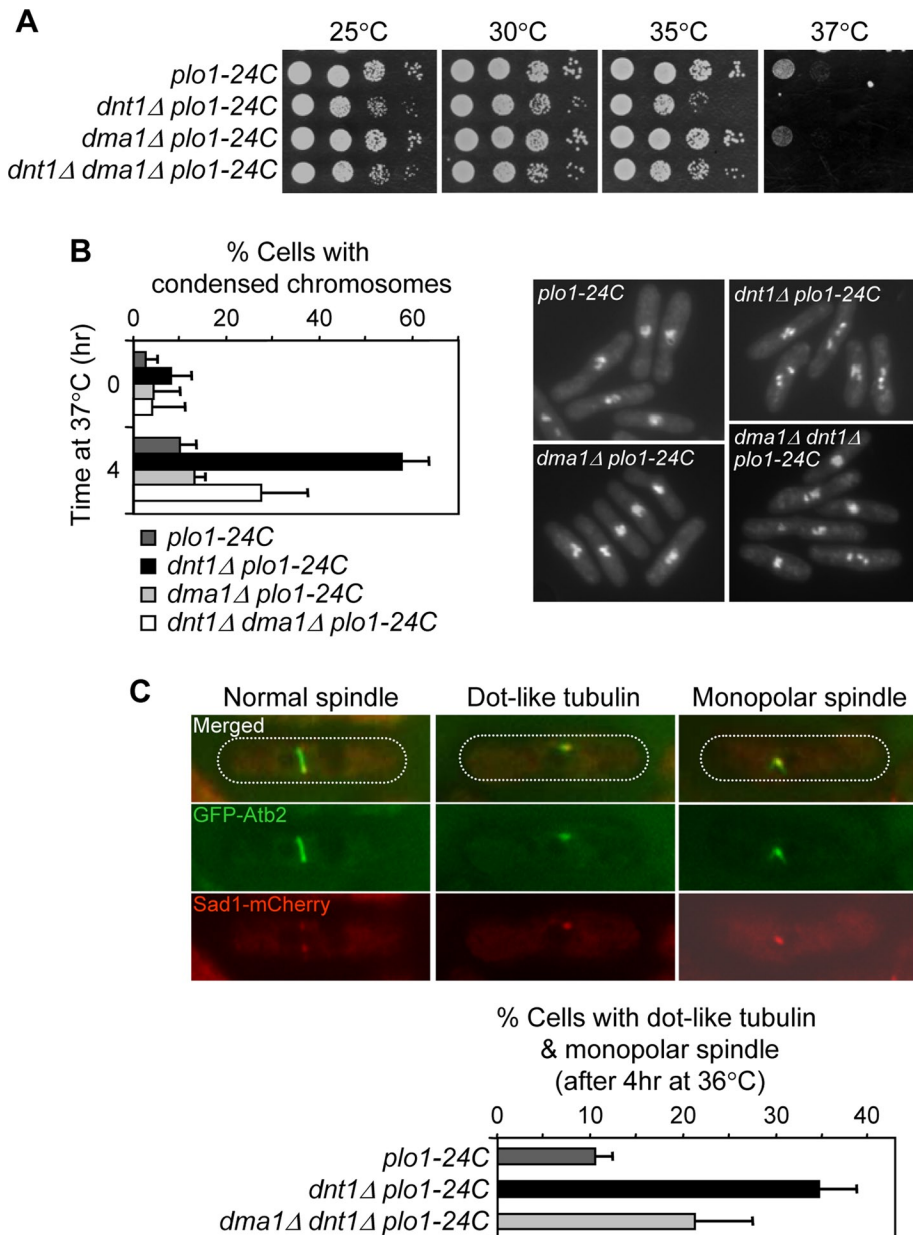 A
25°C 30°C 35°C 37°C
plo1-24C
dnt1Δ plo1-24C
dma1Δ plo1-24C
dnt1Δ dma1Δ plo1-24C
B
% Cells with
condensed chromosomes
0 20 40 60
Time at 37°C (hr)
0
4
plo1-24C
dnt1Δ plo1-24C
dma1Δ plo1-24C
dnt1Δ dma1Δ plo1-24C
plo1-24C
dnt1Δ plo1-24C
dma1Δ plo1-24C
dma1Δ dnt1Δ
plo1-24C
C
Normal spindle Dot-like tubulin Monopolar spindle
Merged
GFP-Atb2
Sad1-mCherry
% Cells with dot-like tubulin
& monopolar spindle
(after 4hr at 36°C)
0 10 20 30 40
plo1-24C
dnt1Δ plo1-24C
dma1Δ dnt1Δ plo1-24C